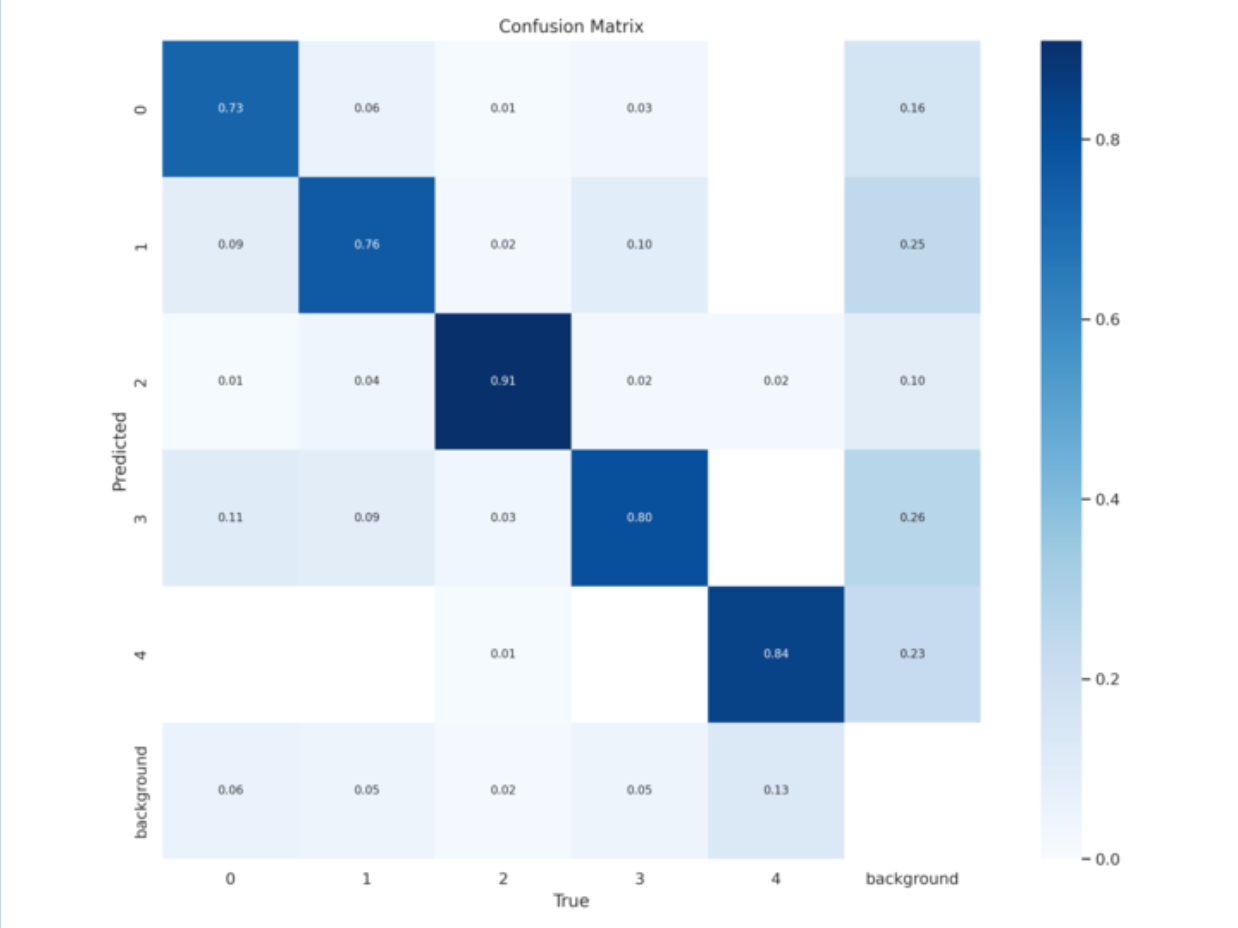 Confusion Matrix
0 0.73 0.06 0.01 0.03 0.16
0.8
1 0.09 0.76 0.02 0.10 0.25
0.6
2 0.01 0.04 0.91 0.02 0.02 0.10
Predicted
0.4
3 0.11 0.09 0.03 0.80 0.26
4 0.01 0.84 0.23
0.2
background 0.06 0.05 0.02 0.05 0.13
0.0
0 1 2 3 4 background
True